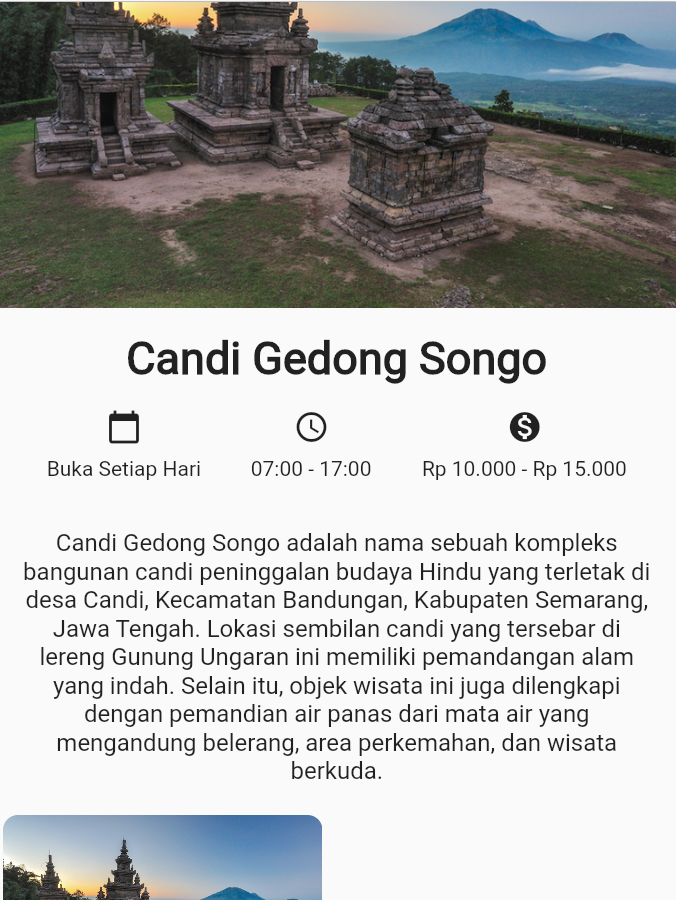 Candi Gedong Songo
Buka Setiap Hari
07:00 - 17:00
Rp 10.000 - Rp 15.000
Candi Gedong Songo adalah nama sebuah kompleks
bangunan candi peninggalan budaya Hindu yang terletak di
desa Candi, Kecamatan Bandungan, Kabupaten Semarang,
Jawa Tengah. Lokasi sembilan candi yang tersebar di
lereng Gunung Ungaran ini memiliki pemandangan alam
yang indah. Selain itu, objek wisata ini juga dilengkapi
dengan pemandian air panas dari mata air yang
mengandung belerang, area perkemahan, dan wisata
berkuda.